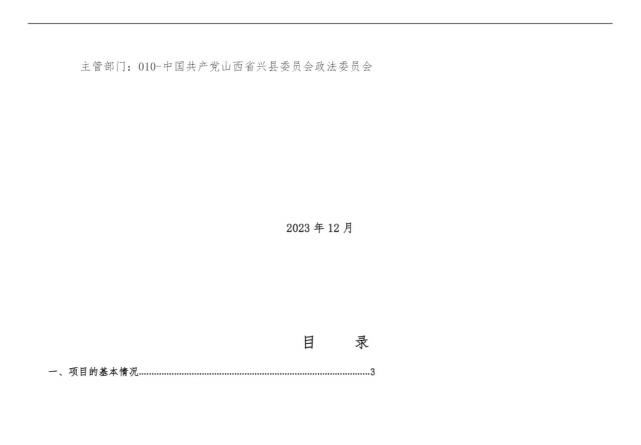 主管部门：010-中国共产党山西省兴县委员会政法委员会
2023 年 12 月
目 录
一、项目的基本情况............................................................................................3